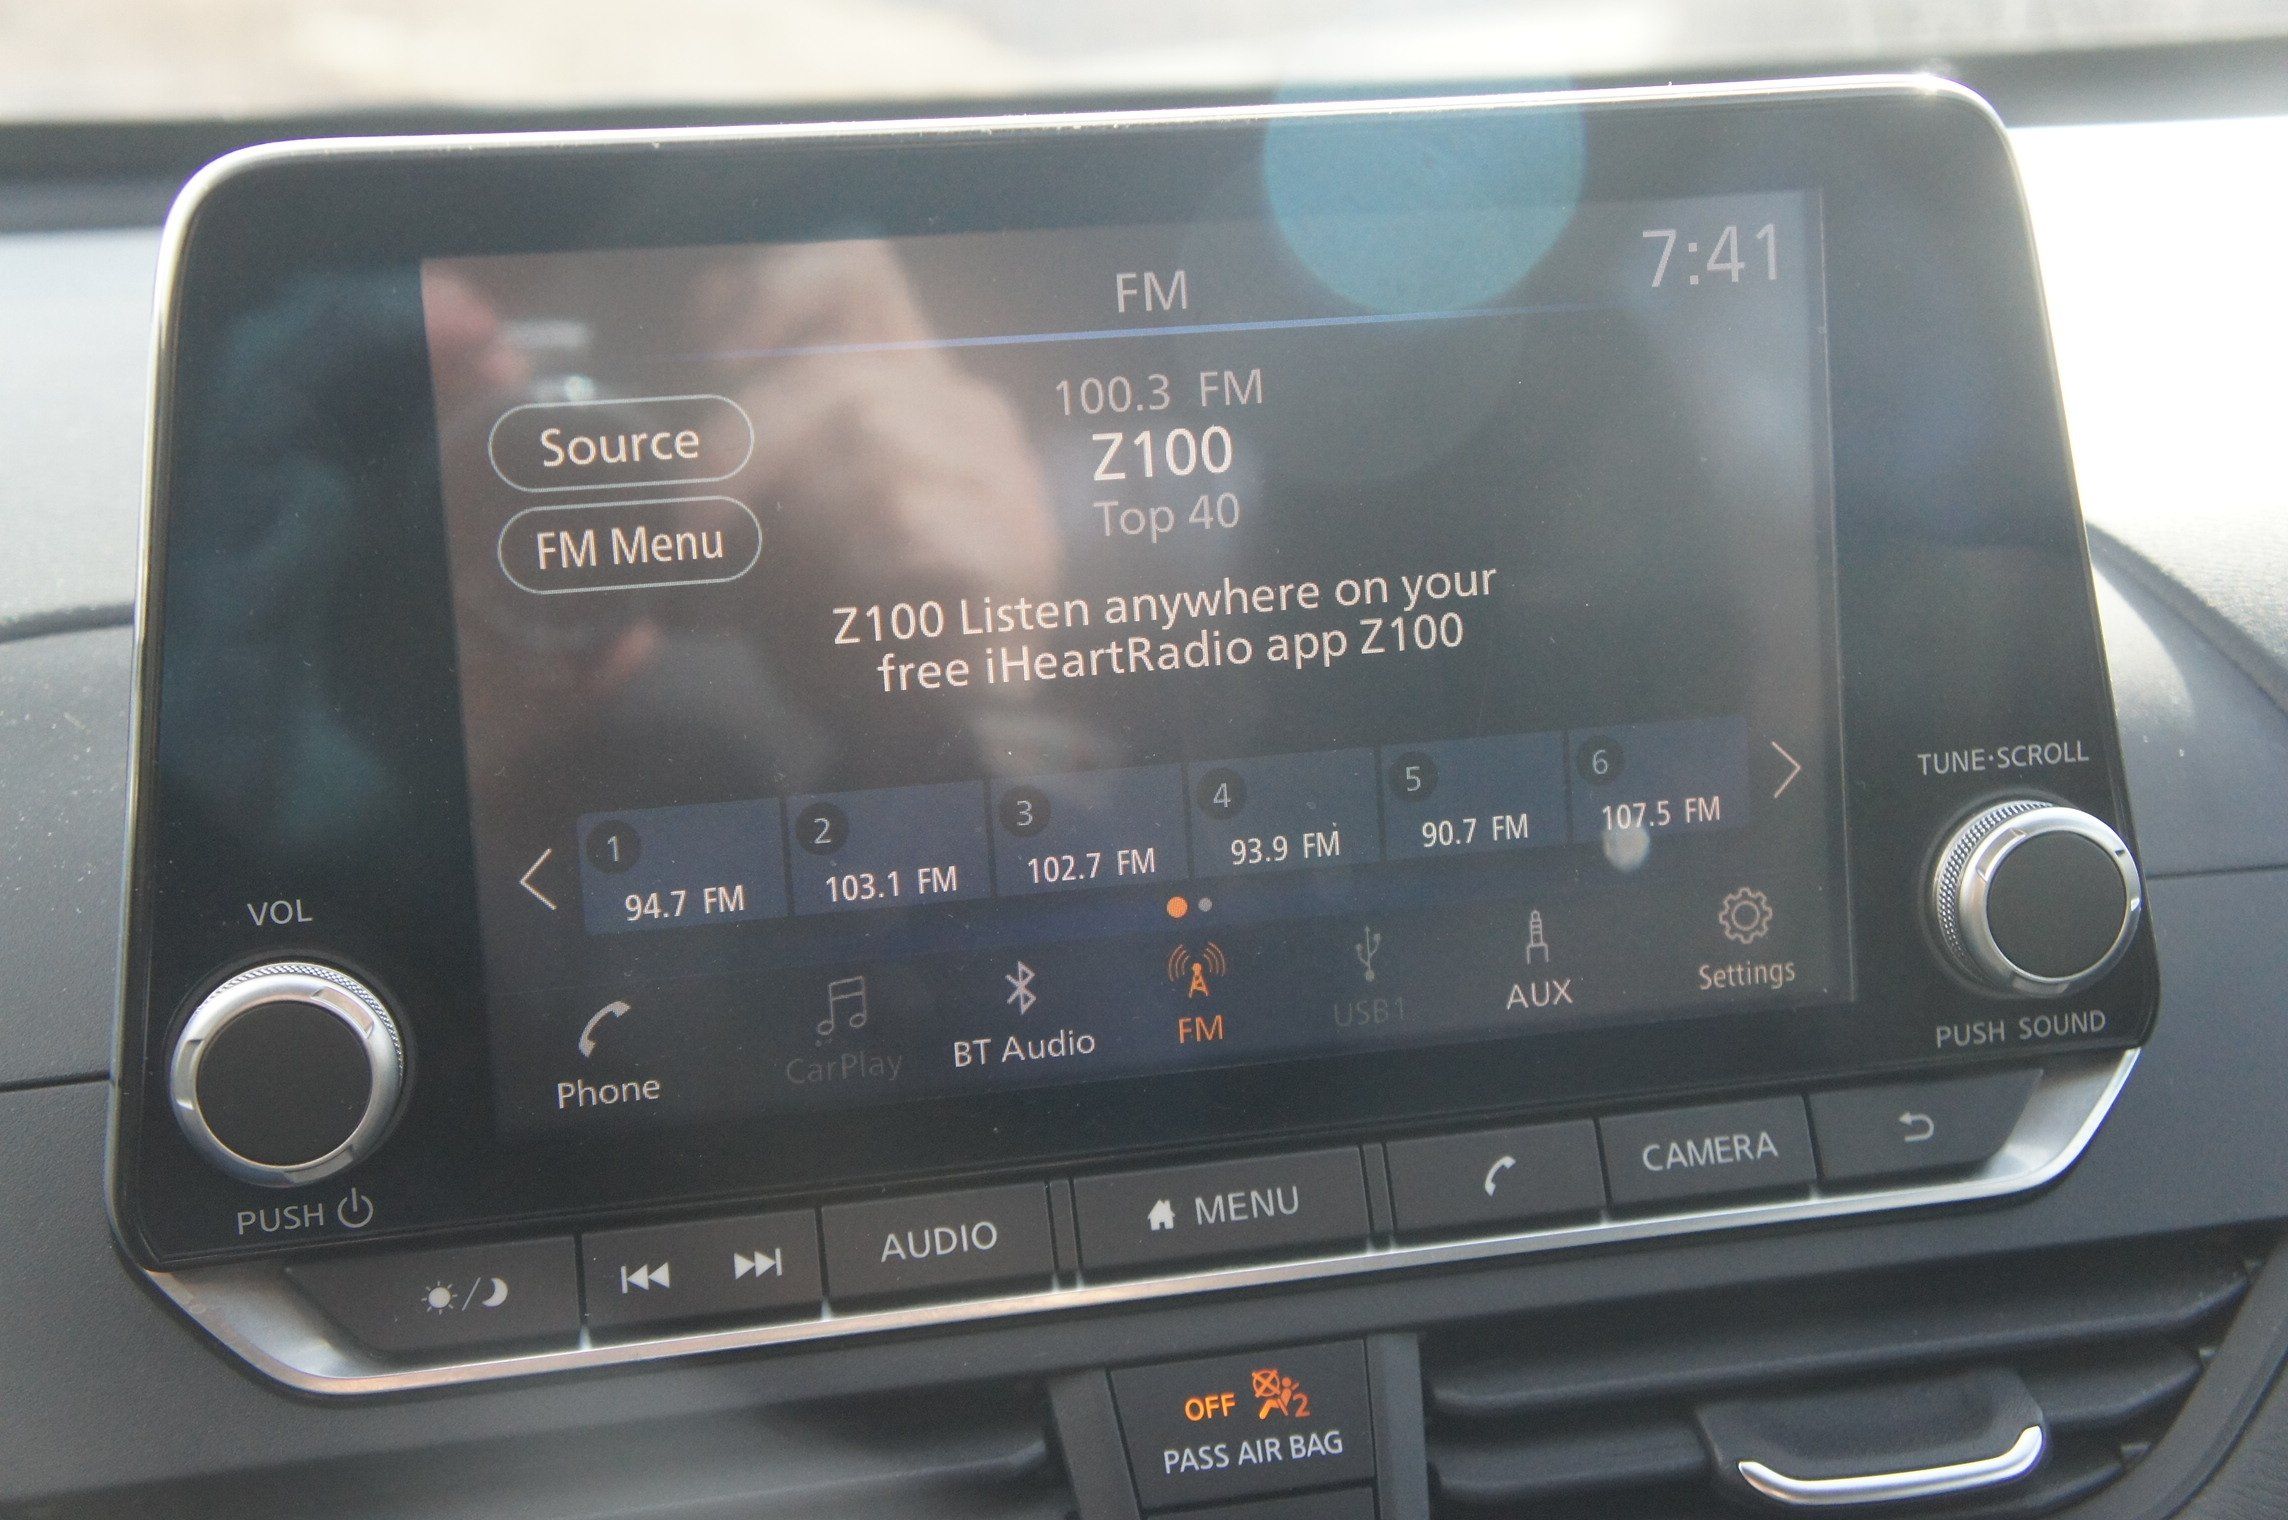 FM
7:41
100.3 FM
Z100
Top 40
Source
FM Menu
Z100 Listen anywhere on your
free iHeartRadio app Z100
1 94.7 FM
2 103.1 FM
3 102.7 FM
4 93.9 FM
5 90.7 FM
6 107.5 FM
Phone
CarPlay
BT Audio
FM
USB1
AUX
Settings
VOL
PUSH
TUNE·SCROLL
PUSH SOUND
AUDIO
MENU
CAMERA
OFF
2
PASS AIR BAG